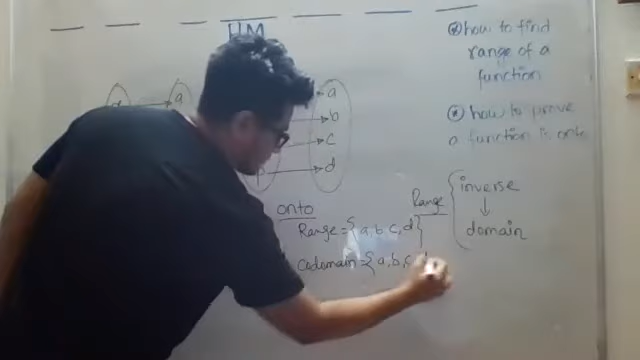 HM
⊛ how to find
range of a
function
⊛ how to prove
a function is onto
a
a
b
c
d
onto
Range = {a, b c, d}
codomain = {a, b, c
Range
inverse
↓
domain